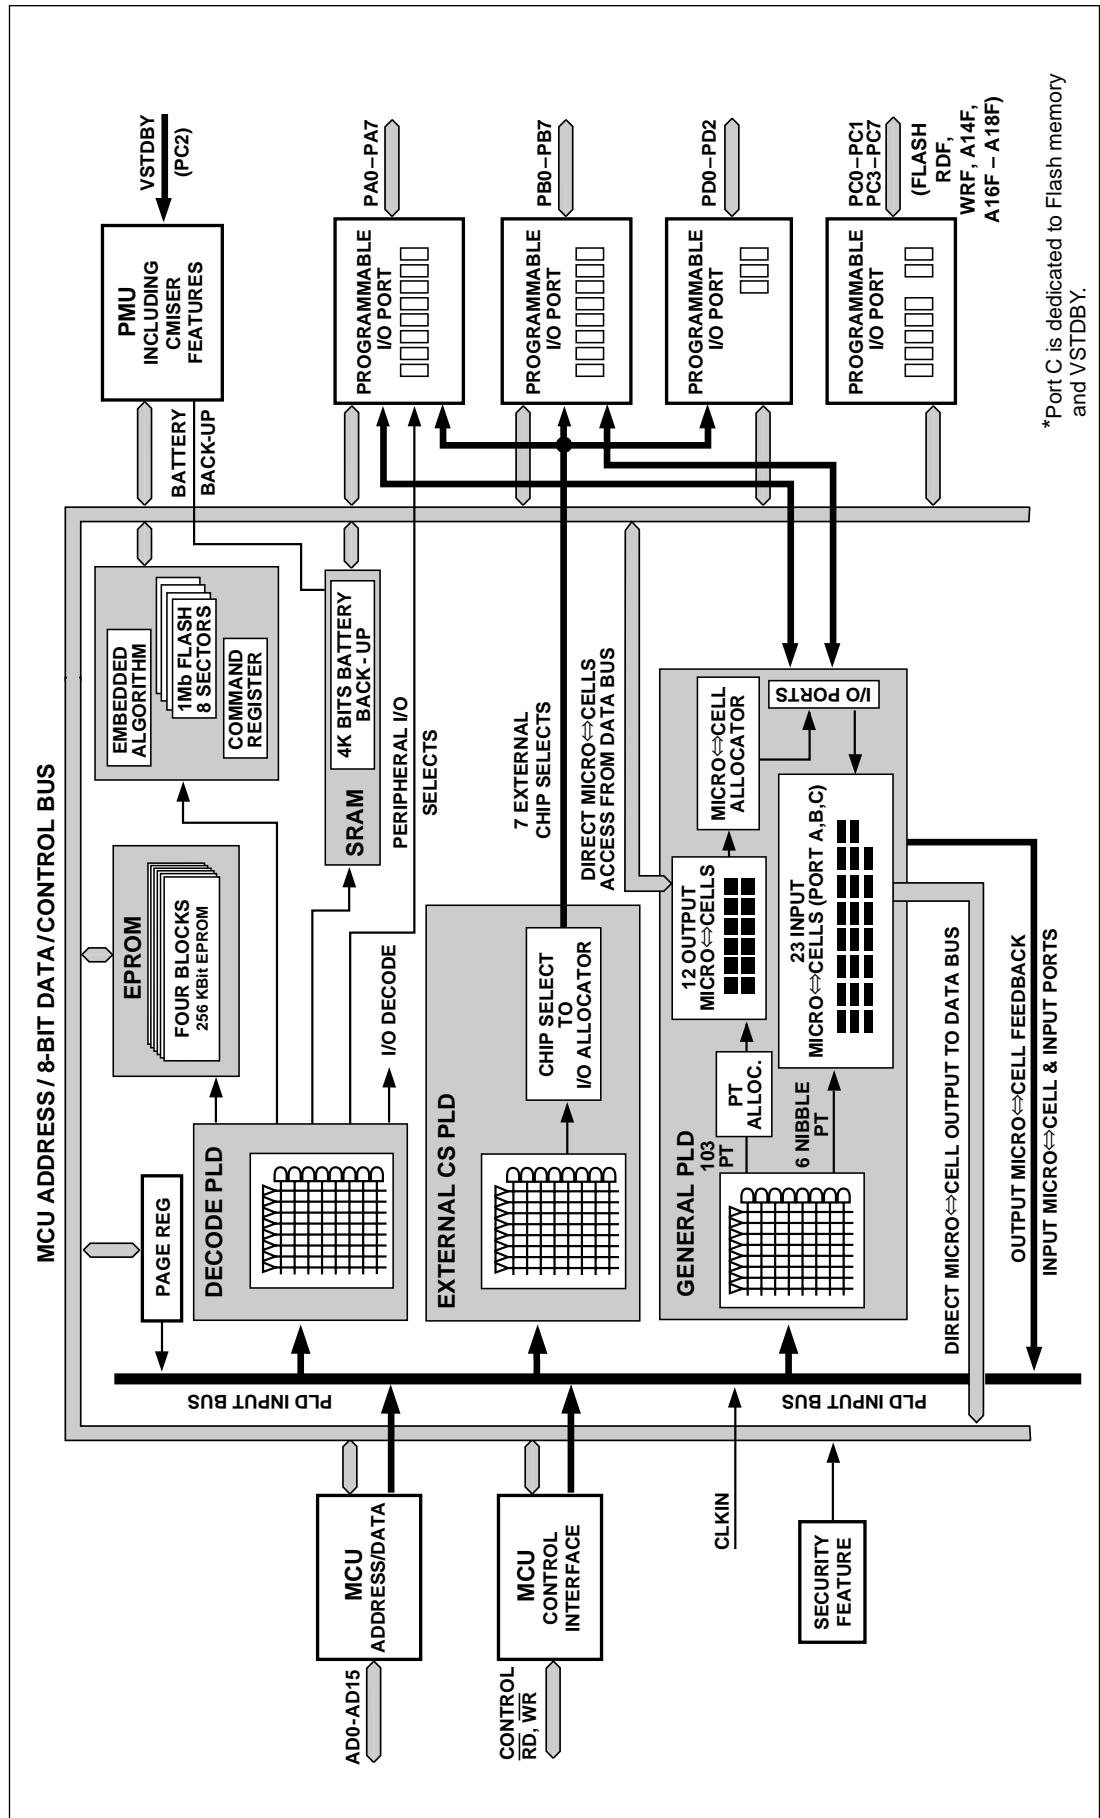 MCU ADDRESS / 8-BIT DATA/CONTROL BUS
AD0-AD15
MCU
ADDRESS/DATA
CONTROL
RD, WR
MCU
CONTROL
INTERFACE
CLKIN
SECURITY
FEATURE
PLD INPUT BUS
PLD INPUT BUS
PAGE REG
DECODE PLD
EXTERNAL CS PLD
GENERAL PLD
EPROM
FOUR BLOCKS
256 KBit EPROM
EMBEDDED
ALGORITHM
1Mb FLASH
8 SECTORS
COMMAND
REGISTER
SRAM
4K BITS BATTERY
BACK - UP
BATTERY
BACK-UP
PERIPHERAL I/O
SELECTS
I/O DECODE
CHIP SELECT
TO
I/O ALLOCATOR
7 EXTERNAL
CHIP SELECTS
DIRECT MICRO⇔CELLS
ACCESS FROM DATA BUS
103
PT
PT
ALLOC.
12 OUTPUT
MICRO⇔CELLS
MICRO⇔CELL
ALLOCATOR
I/O PORTS
6 NIBBLE
PT
23 INPUT
MICRO⇔CELLS (PORT A,B,C)
DIRECT MICRO⇔CELL OUTPUT TO DATA BUS
OUTPUT MICRO⇔CELL FEEDBACK
INPUT MICRO⇔CELL & INPUT PORTS
PMU
INCLUDING
CMISER
FEATURES
VSTDBY
(PC2)
PROGRAMMABLE
I/O PORT
PA0–PA7
PROGRAMMABLE
I/O PORT
PB0–PB7
PROGRAMMABLE
I/O PORT
PD0–PD2
PROGRAMMABLE
I/O PORT
PC0–PC1
PC3–PC7
(FLASH
RDF,
WRF, A14F,
A16F – A18F)
*Port C is dedicated to Flash memory
and VSTDBY.